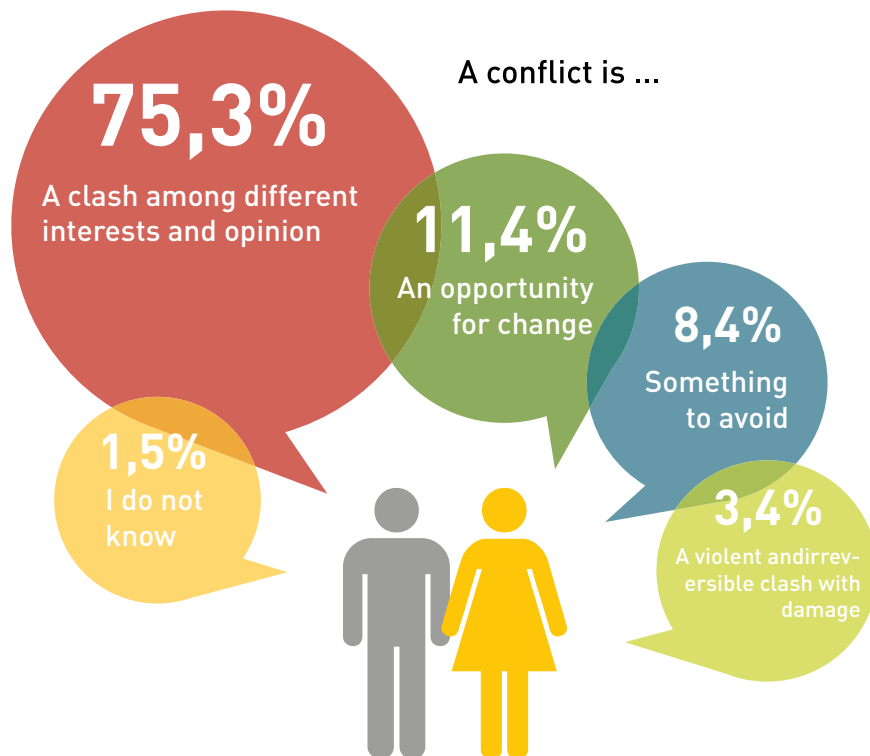 A conflict is ...
75,3%
A clash among different
interests and opinion
11,4%
An opportunity
for change
8,4%
Something
to avoid
1,5%
I do not
know
3,4%
A violent andirrev-
ersible clash with
damage